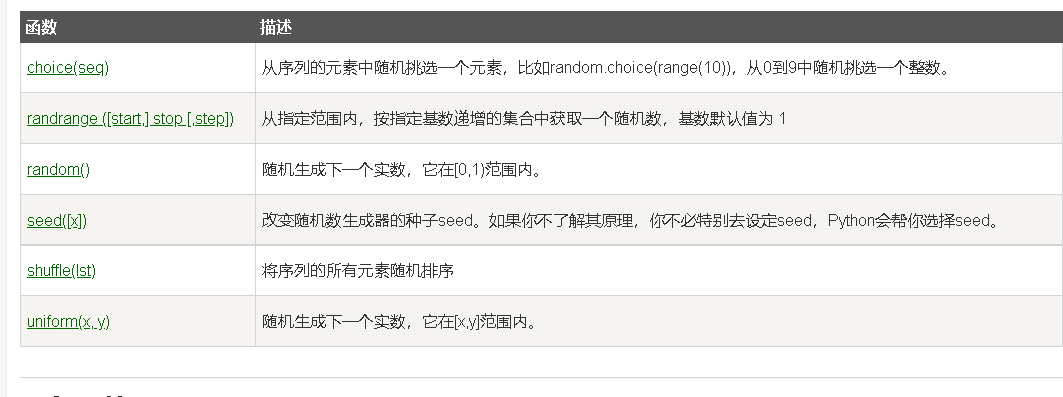 函数 描述
choice(seq) 从序列的元素中随机挑选一个元素，比如random.choice(range(10))，从0到9中随机挑选一个整数。
randrange ([start,] stop [,step]) 从指定范围内，按指定基数递增的集合中获取一个随机数，基数默认值为 1
random() 随机生成下一个实数，它在[0,1)范围内。
seed([x]) 改变随机数生成器的种子seed。如果你不了解其原理，你不必特别去设定seed，Python会帮你选择seed。
shuffle(lst) 将序列的所有元素随机排序
uniform(x, y) 随机生成下一个实数，它在[x,y]范围内。